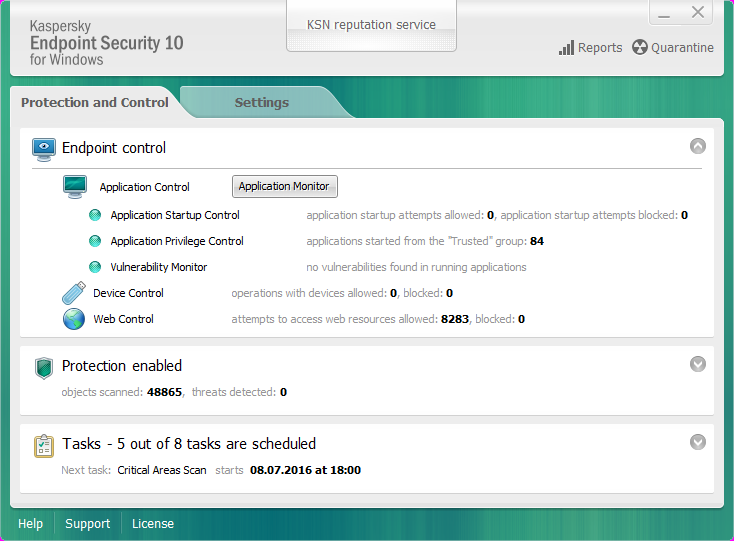 Kaspersky
Endpoint Security 10
for Windows
KSN reputation service
Reports
Quarantine
Protection and Control
Settings
Endpoint control
Application Control
Application Monitor
Application Startup Control
application startup attempts allowed: 0, application startup attempts blocked: 0
Application Privilege Control
applications started from the "Trusted" group: 84
Vulnerability Monitor
no vulnerabilities found in running applications
Device Control
operations with devices allowed: 0, blocked: 0
Web Control
attempts to access web resources allowed: 8283, blocked: 0
Protection enabled
objects scanned: 48865, threats detected: 0
Tasks - 5 out of 8 tasks are scheduled
Next task: Critical Areas Scan starts 08.07.2016 at 18:00
Help
Support
License